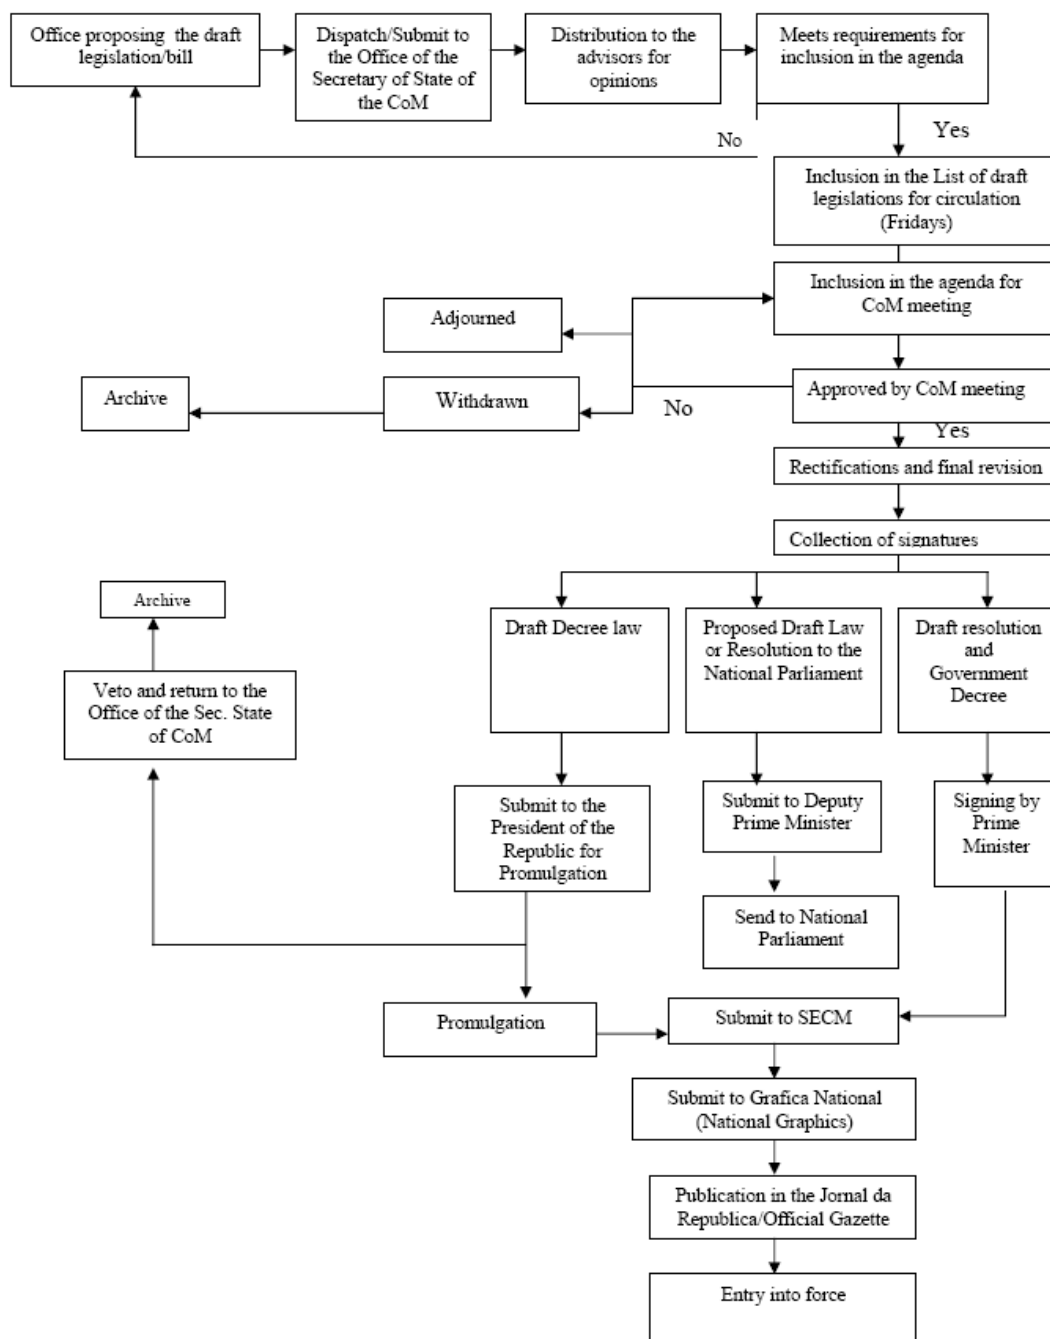 Office proposing the draft
legislation/bill
Dispatch/Submit to
the Office of the
Secretary of State of
the CoM
Distribution to the
advisors for
opinions
Meets requirements for
inclusion in the agenda
No
Yes
Inclusion in the List of draft
legislations for circulation
(Fridays)
Inclusion in the agenda for
CoM meeting
Adjourned
Archive
Withdrawn
No
Approved by CoM meeting
Yes
Rectifications and final revision
Collection of signatures
Archive
Draft Decree law
Proposed Draft Law
or Resolution to the
National Parliament
Draft resolution
and
Government
Decree
Veto and return to the
Office of the Sec. State
of CoM
Submit to the
President of the
Republic for
Promulgation
Submit to Deputy
Prime Minister
Signing by
Prime
Minister
Send to National
Parliament
Promulgation
Submit to SECM
Submit to Grafica National
(National Graphics)
Publication in the Jornal da
Republica/Official Gazette
Entry into force